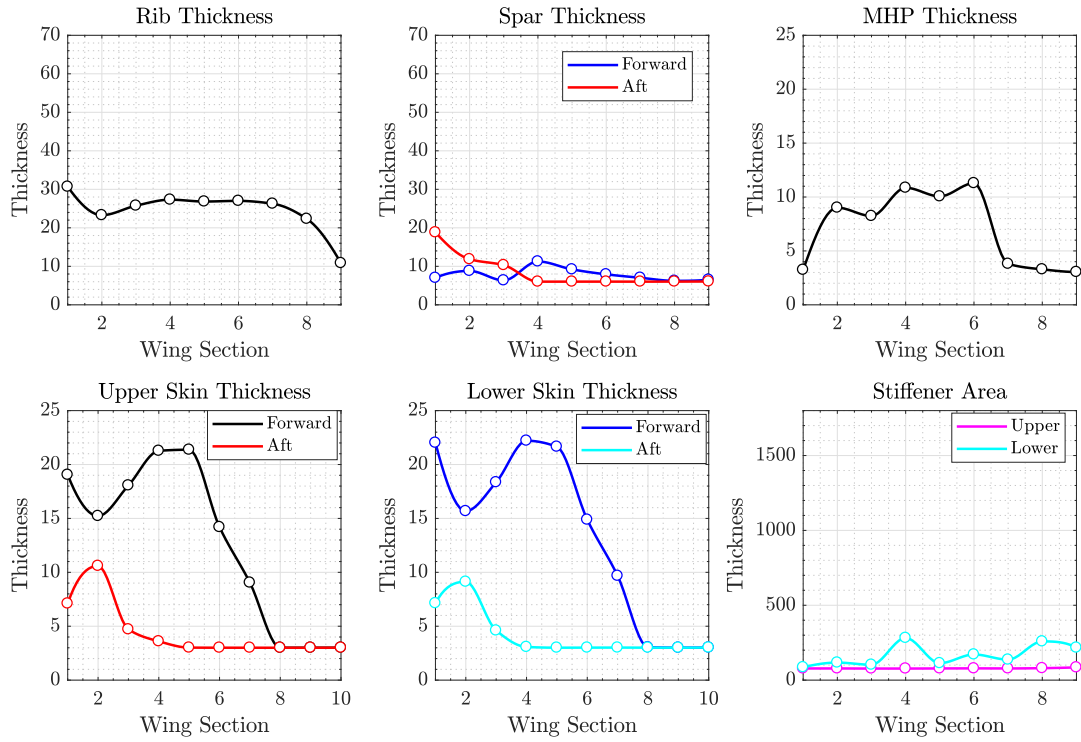 Rib Thickness
70
60
50
40
30
20
10
0
Thickness
2 4 6 8
Wing Section
Spar Thickness
70
60
50
40
30
20
10
0
Thickness
Forward
Aft
2 4 6 8
Wing Section
MHP Thickness
25
20
15
10
5
0
Thickness
2 4 6 8
Wing Section
Upper Skin Thickness
25
20
15
10
5
0
Thickness
Forward
Aft
2 4 6 8 10
Wing Section
Lower Skin Thickness
25
20
15
10
5
0
Thickness
Forward
Aft
2 4 6 8 10
Wing Section
Stiffener Area
1500
1000
500
0
Thickness
Upper
Lower
2 4 6 8
Wing Section